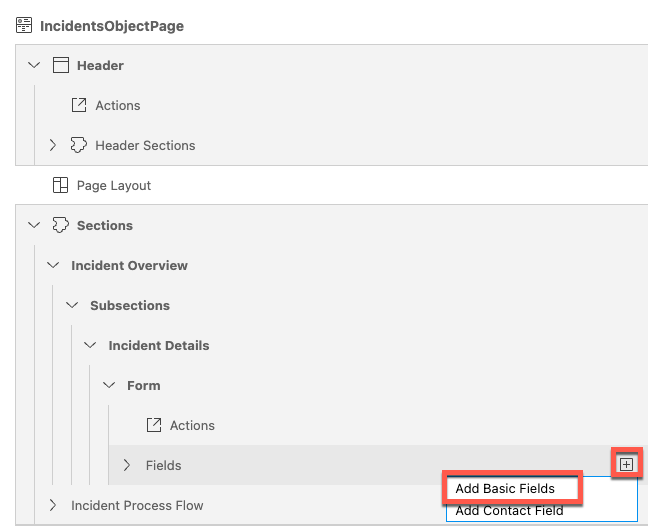 IncidentsObjectPage
Header
Actions
Header Sections
Page Layout
Sections
Incident Overview
Subsections
Incident Details
Form
Actions
Fields
Add Basic Fields
Incident Process Flow
Add Contact Field